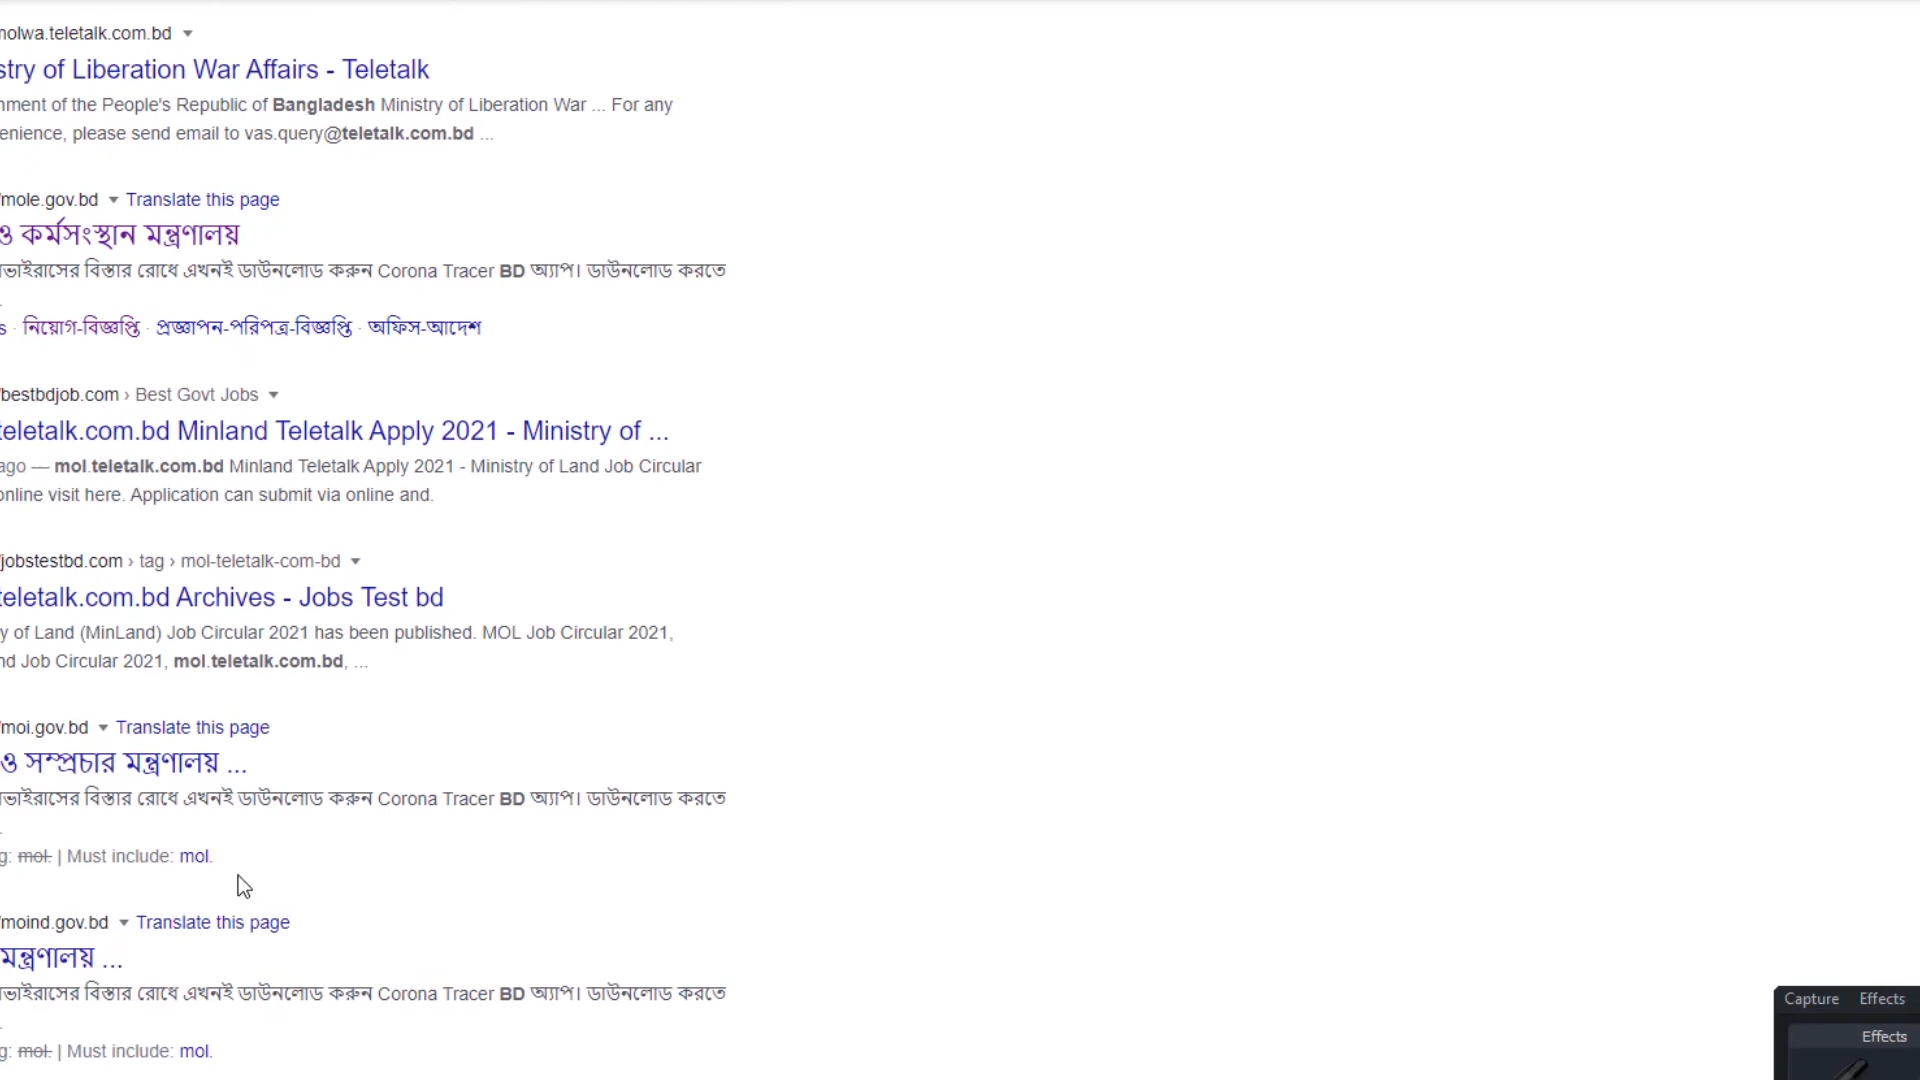 molwa.teletalk.com.bd
stry of Liberation War Affairs - Teletalk
nment of the People's Republic of Bangladesh Ministry of Liberation War ... For any
enience, please send email to vas.query@teletalk.com.bd ...
/mole.gov.bd Translate this page
ও কর্মসংস্থান মন্ত্রণালয়
ভাইরাসের বিস্তার রোধে এখনই ডাউনলোড করুন Corona Tracer BD অ্যাপ। ডাউনলোড করতে
.
s · নিয়োগ-বিজ্ঞপ্তি · প্রজ্ঞাপন-পরিপত্র-বিজ্ঞপ্তি · অফিস-আদেশ
/bestbdjob.com › Best Govt Jobs
teletalk.com.bd Minland Teletalk Apply 2021 - Ministry of ...
ago — mol.teletalk.com.bd Minland Teletalk Apply 2021 - Ministry of Land Job Circular
online visit here. Application can submit via online and.
/jobstestbd.com › tag › mol-teletalk-com-bd
teletalk.com.bd Archives - Jobs Test bd
y of Land (MinLand) Job Circular 2021 has been published. MOL Job Circular 2021,
nd Job Circular 2021, mol.teletalk.com.bd, ...
/moi.gov.bd Translate this page
ও সম্প্রচার মন্ত্রণালয় ...
ভাইরাসের বিস্তার রোধে এখনই ডাউনলোড করুন Corona Tracer BD অ্যাপ। ডাউনলোড করতে
.
g: mol. | Must include: mol.
/moind.gov.bd Translate this page
মন্ত্রণালয় ...
ভাইরাসের বিস্তার রোধে এখনই ডাউনলোড করুন Corona Tracer BD অ্যাপ। ডাউনলোড করতে
.
g: mol. | Must include: mol.
Capture Effects
Effects